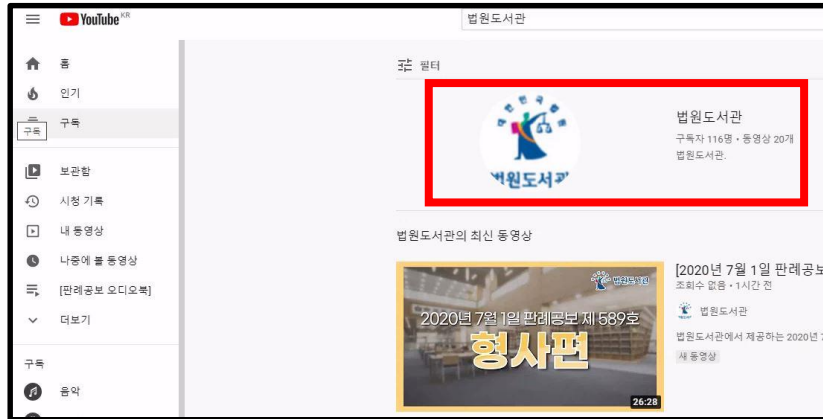 YouTube KR
법원도서관
홈
인기
구독
구독
보관함
시청 기록
내 동영상
나중에 볼 동영상
[판례공보 오디오북]
더보기
구독
음악
필터
대한민국법원
법원도서관
법원도서관
구독자 116명 • 동영상 20개
법원도서관.
법원도서관의 최신 동영상
법원도서관
2020년 7월 1일 판례공보 제 589호
형사편
26:28
[2020년 7월 1일 판례공보
조회수 없음 • 1시간 전
법원도서관
법원도서관에서 제공하는 2020년
새 동영상